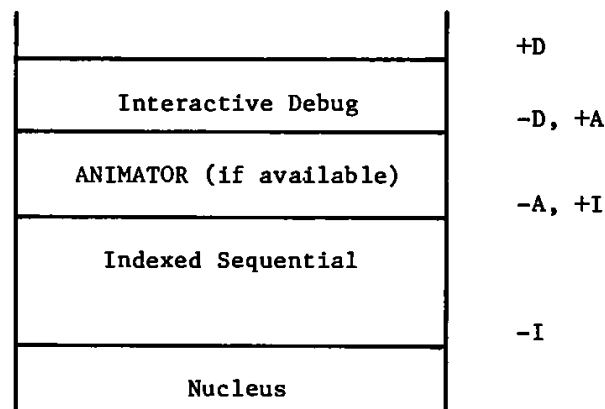 +D
Interactive Debug
-D, +A
ANIMATOR (if available)
-A, +I
Indexed Sequential
-I
Nucleus